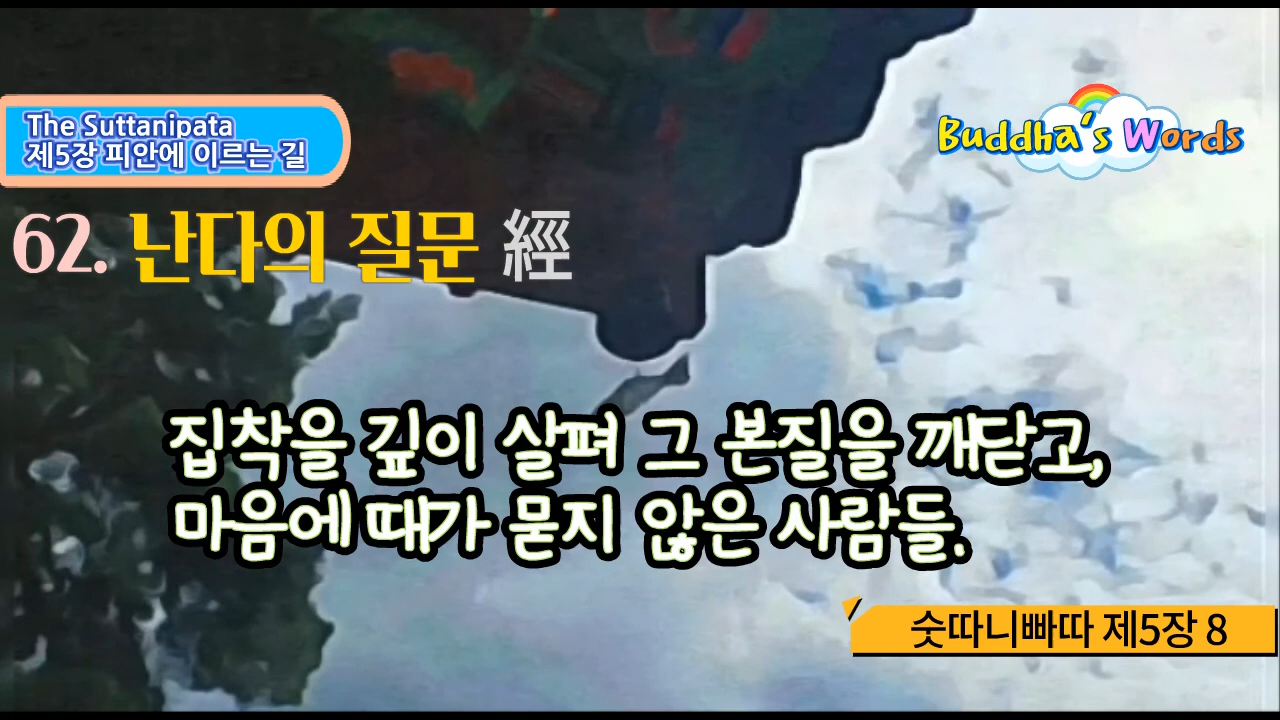 The Suttanipata
제5장 피안에 이르는 길
Buddha's Words
62. 난다의 질문 經
집착을 깊이 살펴 그 본질을 깨닫고,
마음에 때가 묻지 않은 사람들.
숫따니빠따 제5장 8